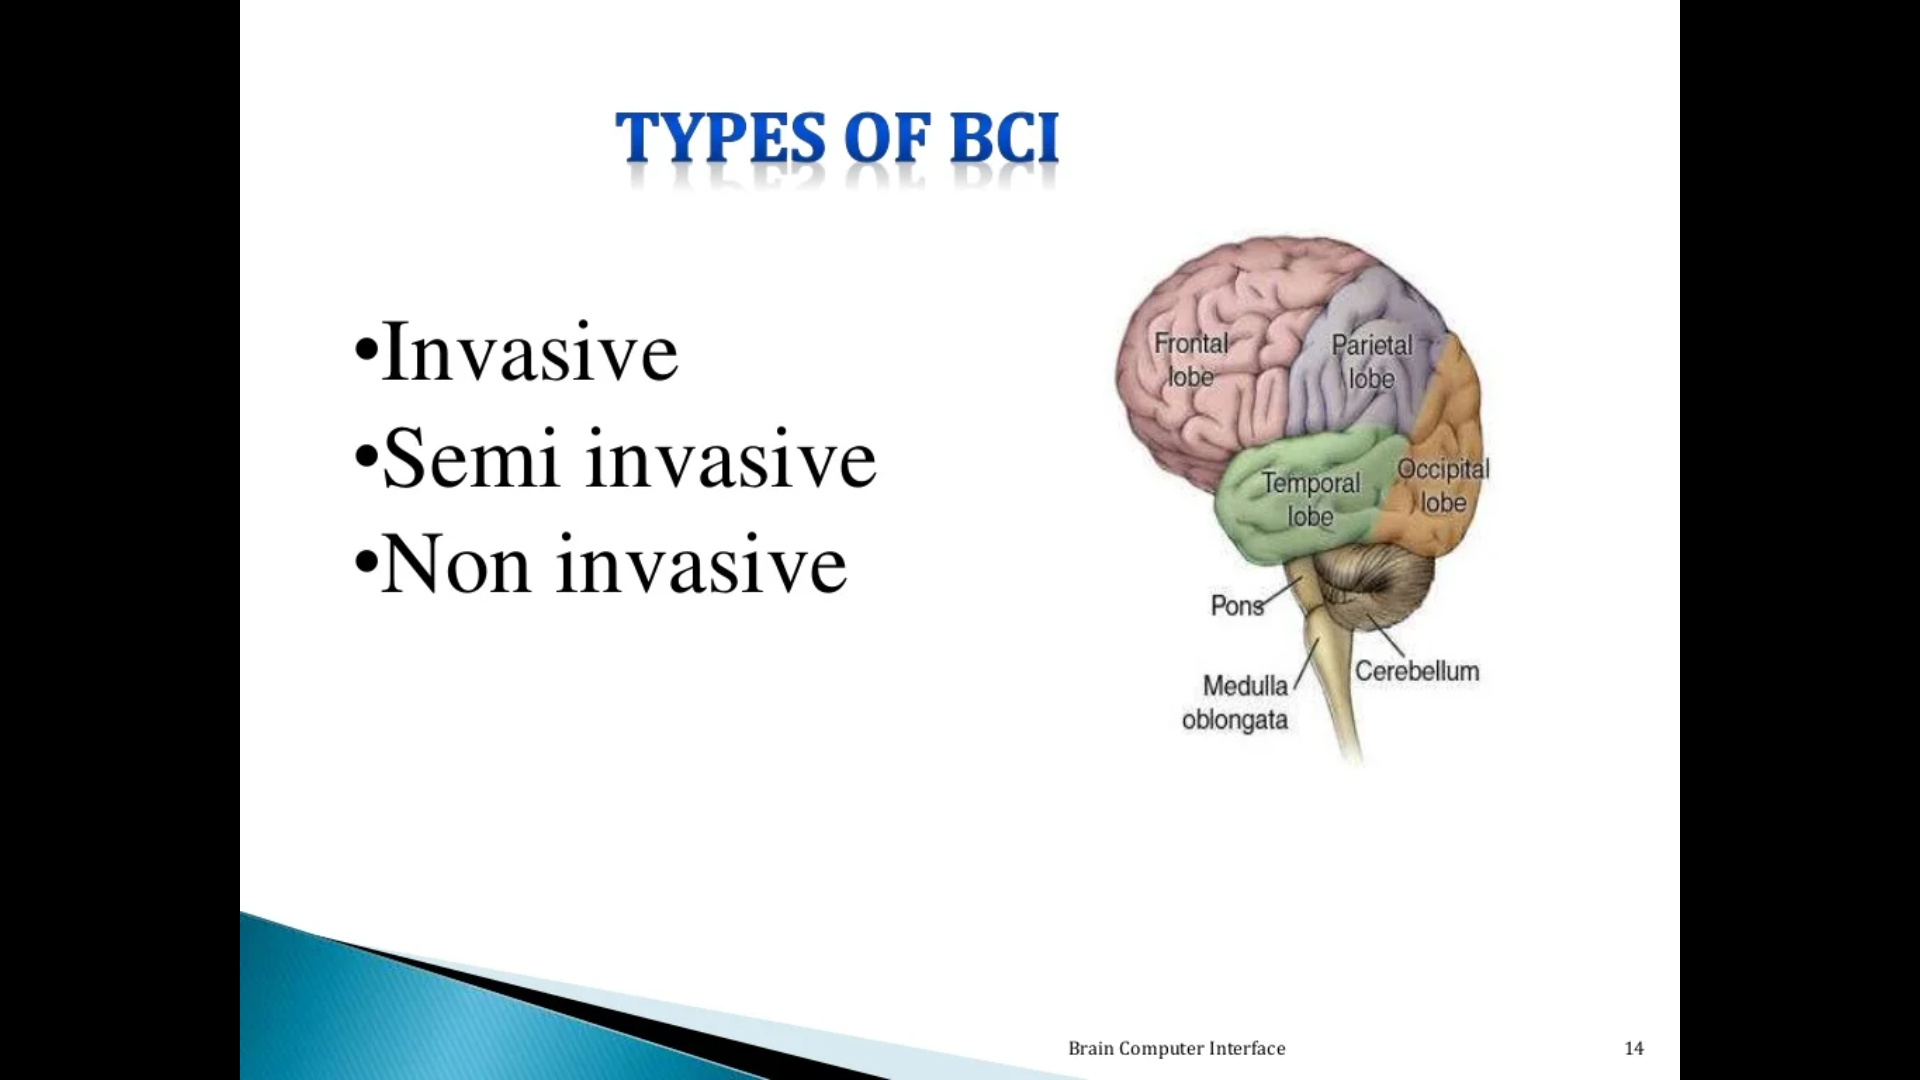 TYPES OF BCI
•Invasive
•Semi invasive
•Non invasive
Frontal
lobe
Parietal
lobe
Temporal
lobe
Occipital
lobe
Pons
Cerebellum
Medulla
oblongata
Brain Computer Interface
14